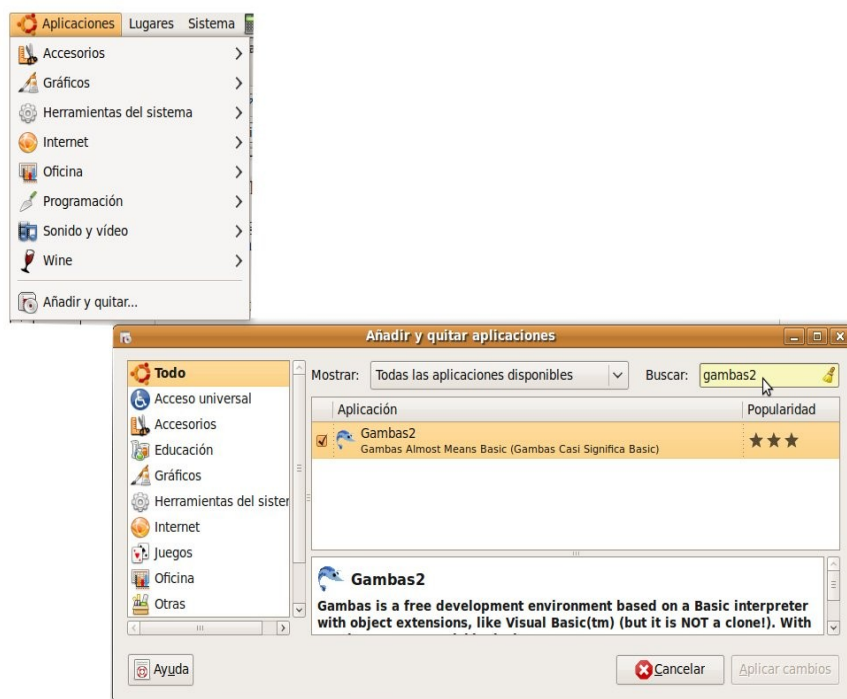 Aplicaciones Lugares Sistema
Accesorios
Gráficos
Herramientas del sistema
Internet
Oficina
Programación
Sonido y vídeo
Wine
Añadir y quitar...
Añadir y quitar aplicaciones
Todo
Acceso universal
Accesorios
Educación
Gráficos
Herramientas del sister
Internet
Juegos
Oficina
Otras
Mostrar: Todas las aplicaciones disponibles Buscar: gambas2
Aplicación Popularidad
Gambas2
Gambas Almost Means Basic (Gambas Casi Significa Basic)
Gambas2
Gambas is a free development environment based on a Basic interpreter
with object extensions, like Visual Basic(tm) (but it is NOT a clone!). With
Ayuda Cancelar Aplicar cambios